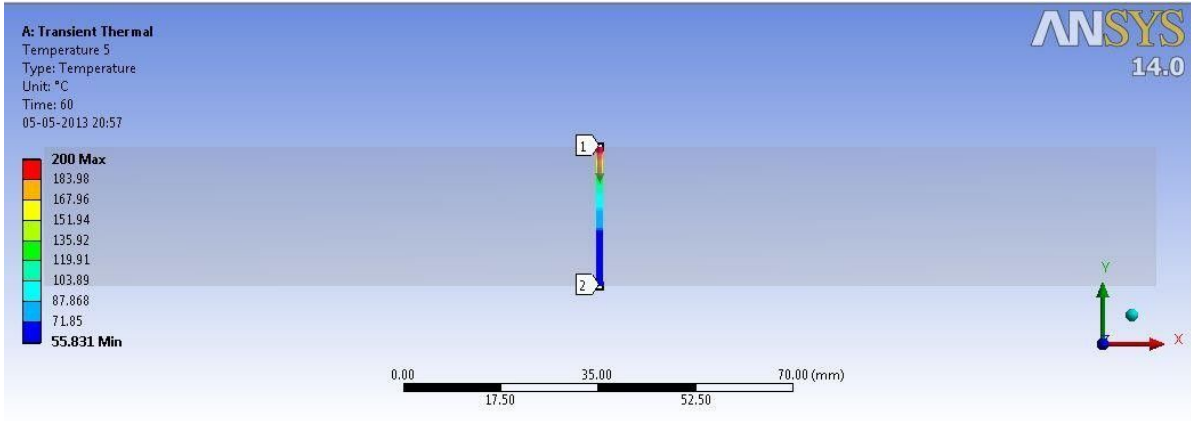 A: Transient Thermal
Temperature 5
Type: Temperature
Unit: °C
Time: 60
05-05-2013 20:57
ANSYS
14.0
200 Max
183.98
167.96
151.94
135.92
119.91
103.89
87.868
71.85
55.831 Min
1
2
Y
X
0.00 35.00 70.00 (mm)
17.50 52.50